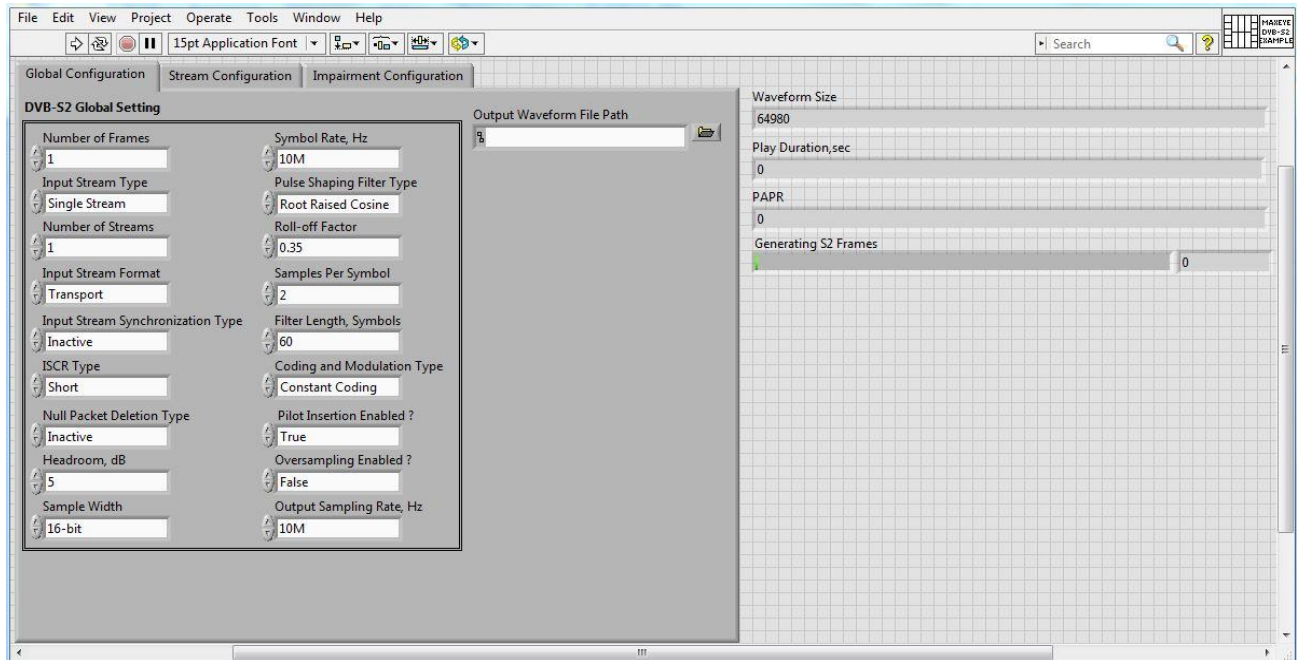 File Edit View Project Operate Tools Window Help
15pt Application Font
Search
MAXEYE
DVB-S2
EXAMPLE
Global Configuration
Stream Configuration
Impairment Configuration
DVB-S2 Global Setting
Number of Frames
1
Input Stream Type
Single Stream
Number of Streams
1
Input Stream Format
Transport
Input Stream Synchronization Type
Inactive
ISCR Type
Short
Null Packet Deletion Type
Inactive
Headroom, dB
5
Sample Width
16-bit
Symbol Rate, Hz
10M
Pulse Shaping Filter Type
Root Raised Cosine
Roll-off Factor
0.35
Samples Per Symbol
2
Filter Length, Symbols
60
Coding and Modulation Type
Constant Coding
Pilot Insertion Enabled ?
True
Oversampling Enabled ?
False
Output Sampling Rate, Hz
10M
Output Waveform File Path
Waveform Size
64980
Play Duration,sec
0
PAPR
0
Generating S2 Frames
0